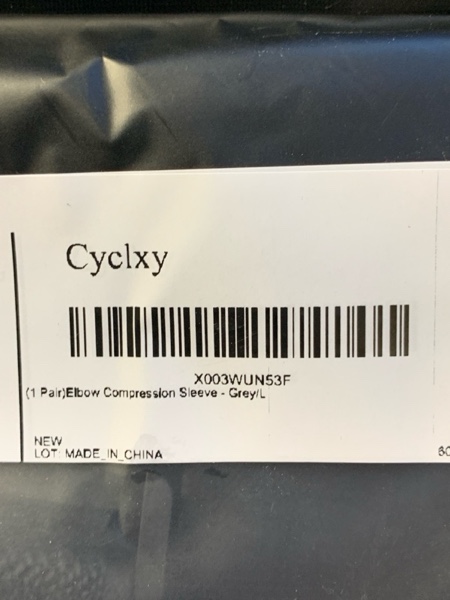 Cyclxy
X003WUN53F
(1 Pair)Elbow Compression Sleeve - Grey/L
NEW
LOT: MADE_IN_CHINA